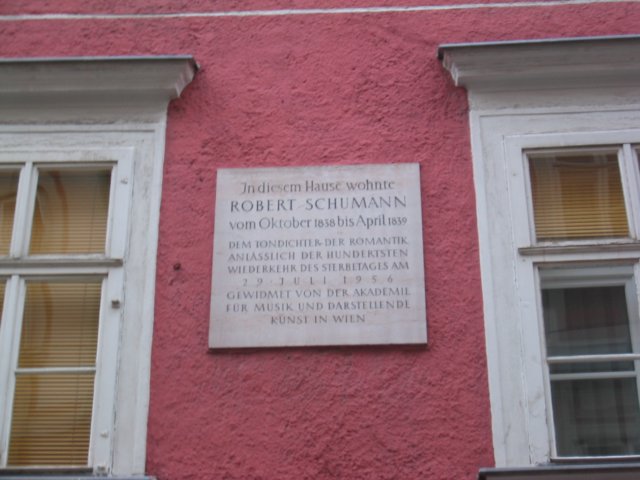 In diesem Hause wohnte
ROBERT SCHUMANN
vom Oktober 1838 bis April 1839
DEM TONDICHTER DER ROMANTIK
ANLÄSSLICH DER HUNDERTSTEN
WIEDERKEHR DES STERBETAGES AM
29. JULI 1956
GEWIDMET VON DER AKADEMIE
FÜR MUSIK UND DARSTELLENDE
KUNST IN WIEN